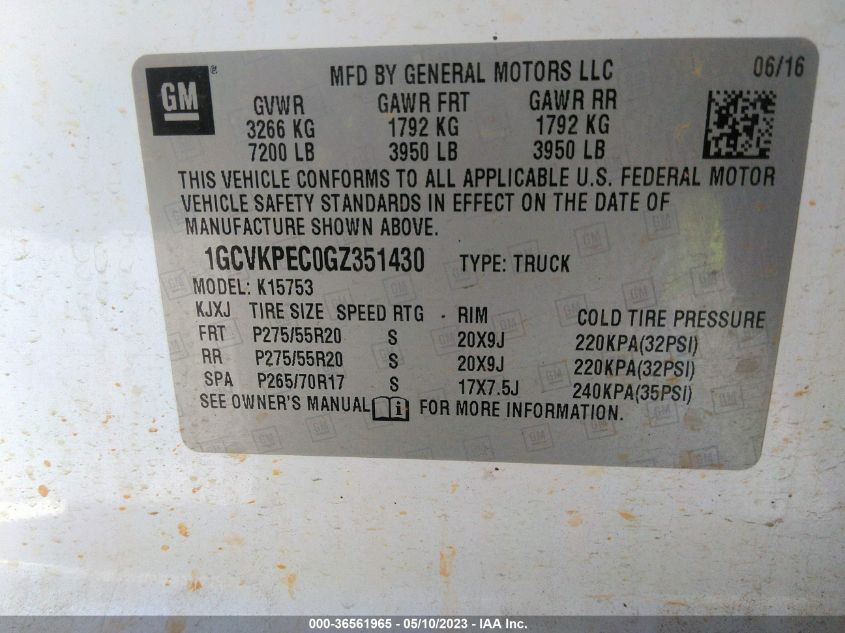 GM ® MFD BY GENERAL MOTORS LLC 06/16
GVWR GAWR FRT GAWR RR
3266 KG 1792 KG 1792 KG
7200 LB 3950 LB 3950 LB
THIS VEHICLE CONFORMS TO ALL APPLICABLE U.S. FEDERAL MOTOR
VEHICLE SAFETY STANDARDS IN EFFECT ON THE DATE OF
MANUFACTURE SHOWN ABOVE.
1GCVKPEC0GZ351430 TYPE: TRUCK
MODEL: K15753
KJXJ TIRE SIZE SPEED RTG RIM COLD TIRE PRESSURE
FRT P275/55R20 S 20X9J 220KPA(32PSI)
RR P275/55R20 S 20X9J 220KPA(32PSI)
SPA P265/70R17 S 17X7.5J 240KPA(35PSI)
SEE OWNER'S MANUAL i FOR MORE INFORMATION.
000-36561965 - 05/10/2023 - IAA Inc.